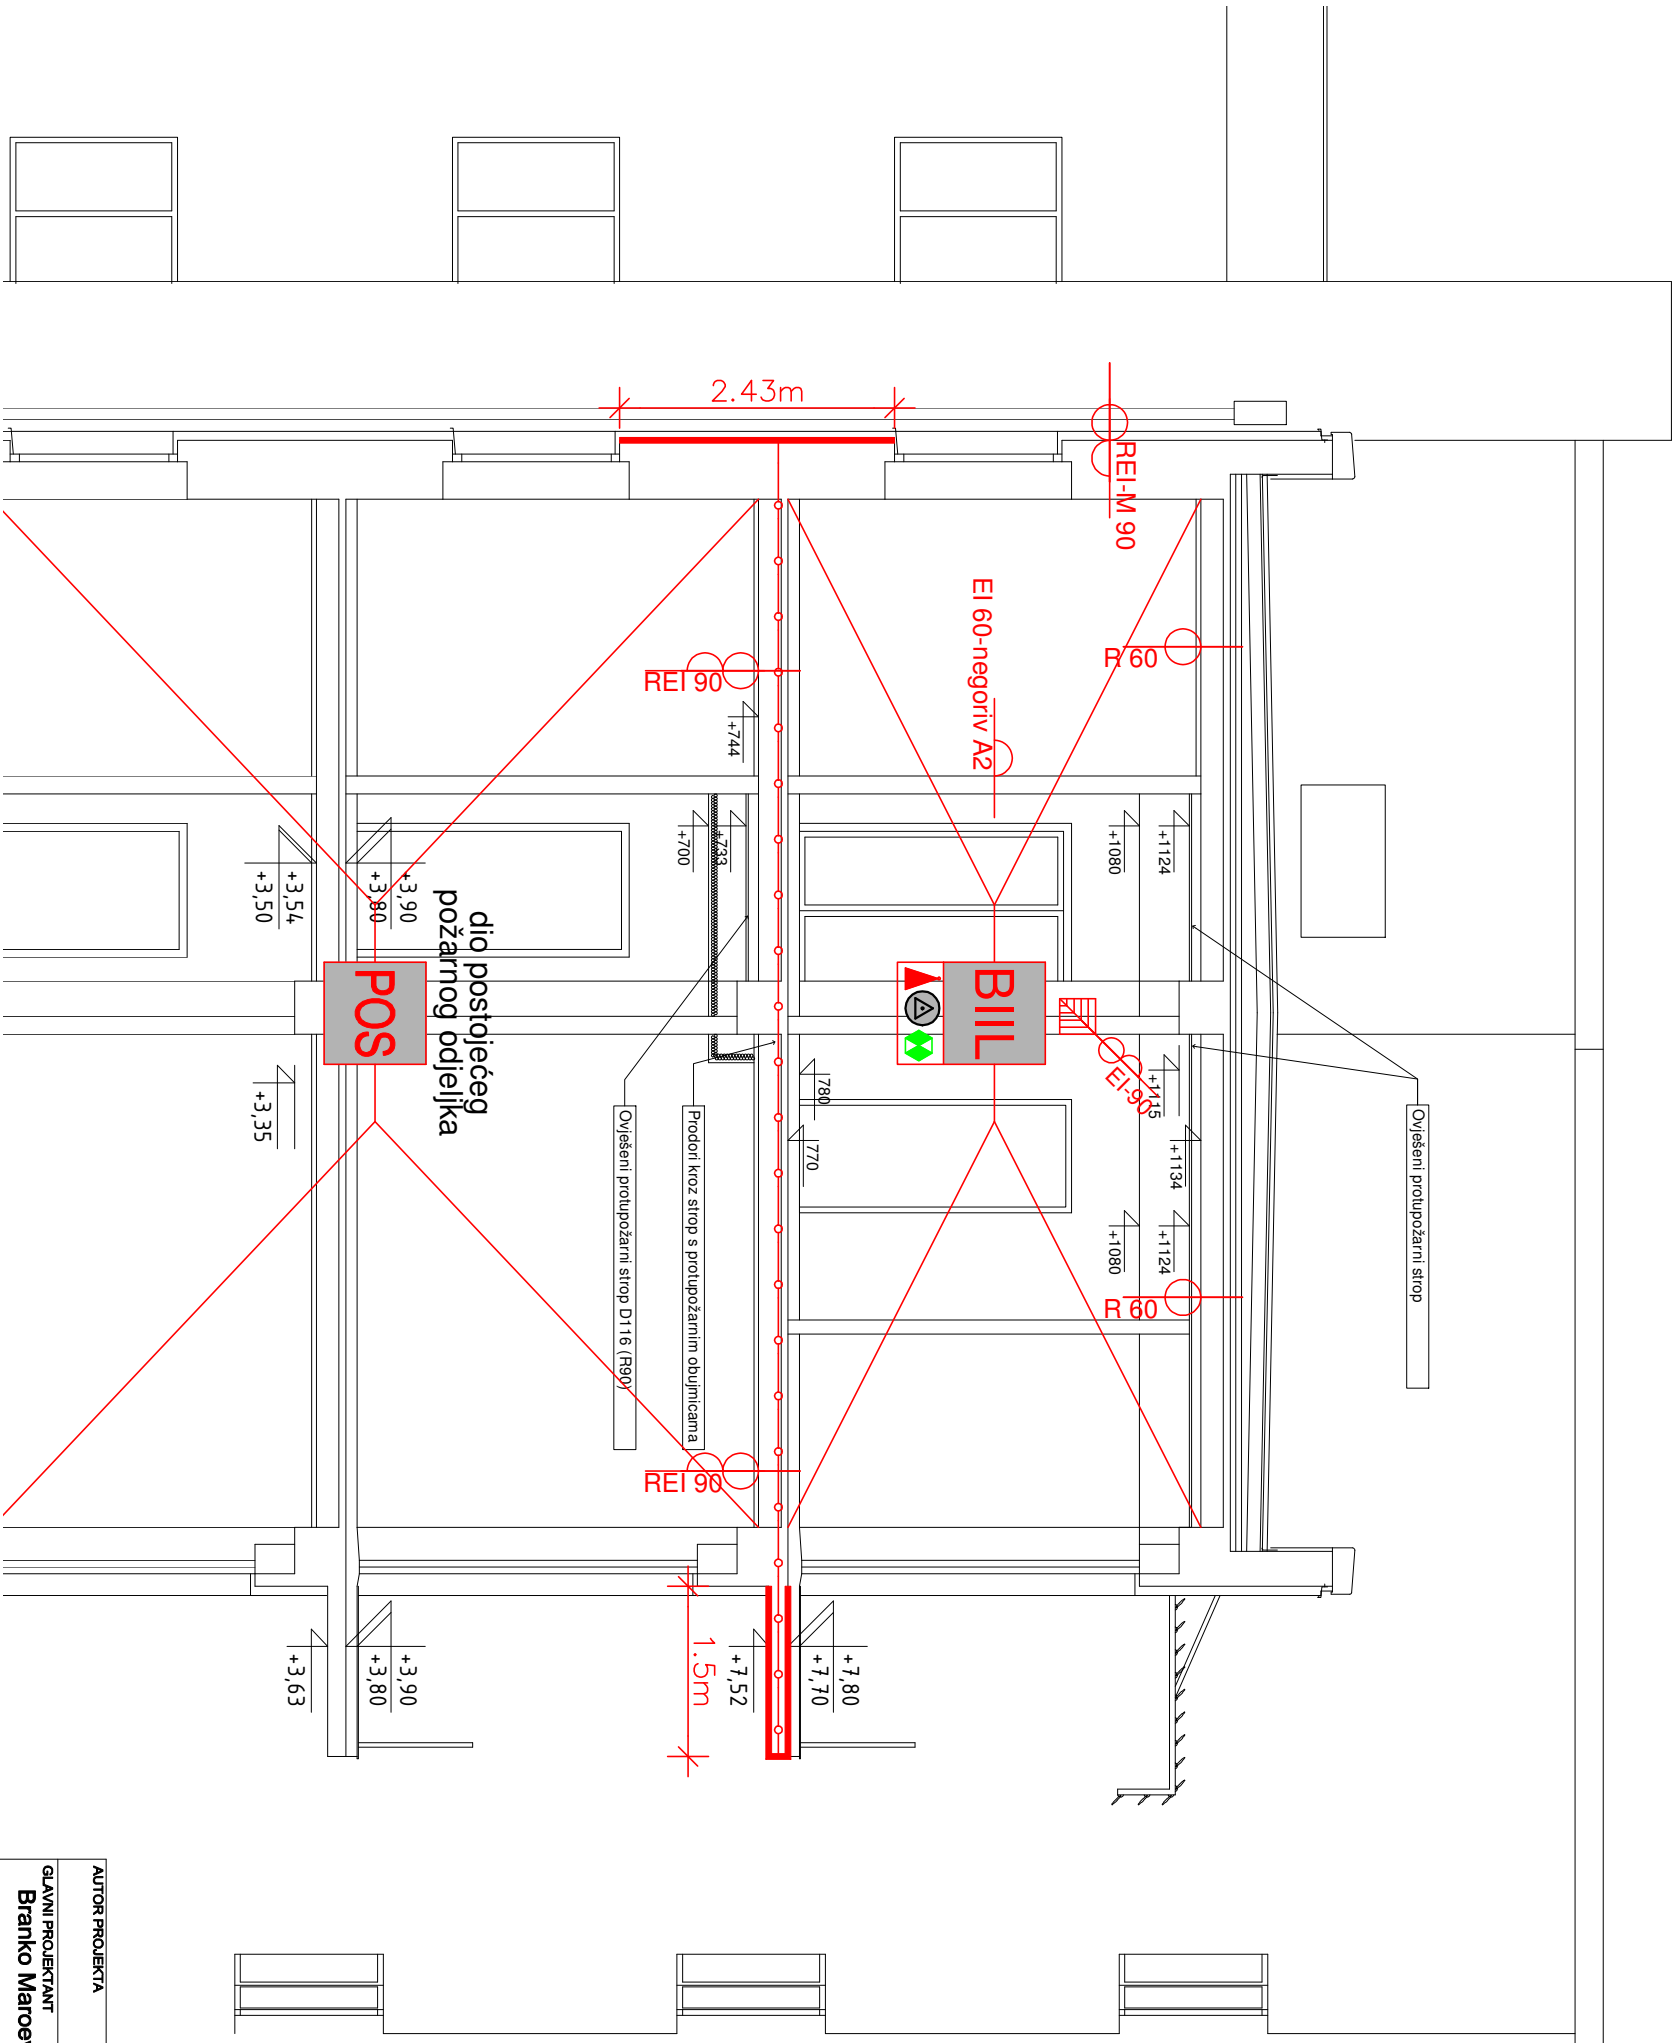 Ovješeni protupožarni strop
REI-M 90
R 60
R 60
+1124
+1080
+1115
+1134
+1124
+1080
EI-90
EI 60-negoriv A2
BIIL
780
770
+7,80
+7,70
+7,52
2.43m
REI 90
REI 90
+744
+733
+700
Prodori kroz strop s protupožarnim obujmicama
Ovješeni protupožarni strop D116 (R90)
1.5m
dio postojećeg
požarnog odjeljka
POS
+3,90
+3,80
+3,54
+3,50
+3,35
+3,90
+3,80
+3,63
AUTOR PROJEKTA
GLAVNI PROJEKTANT
Branko